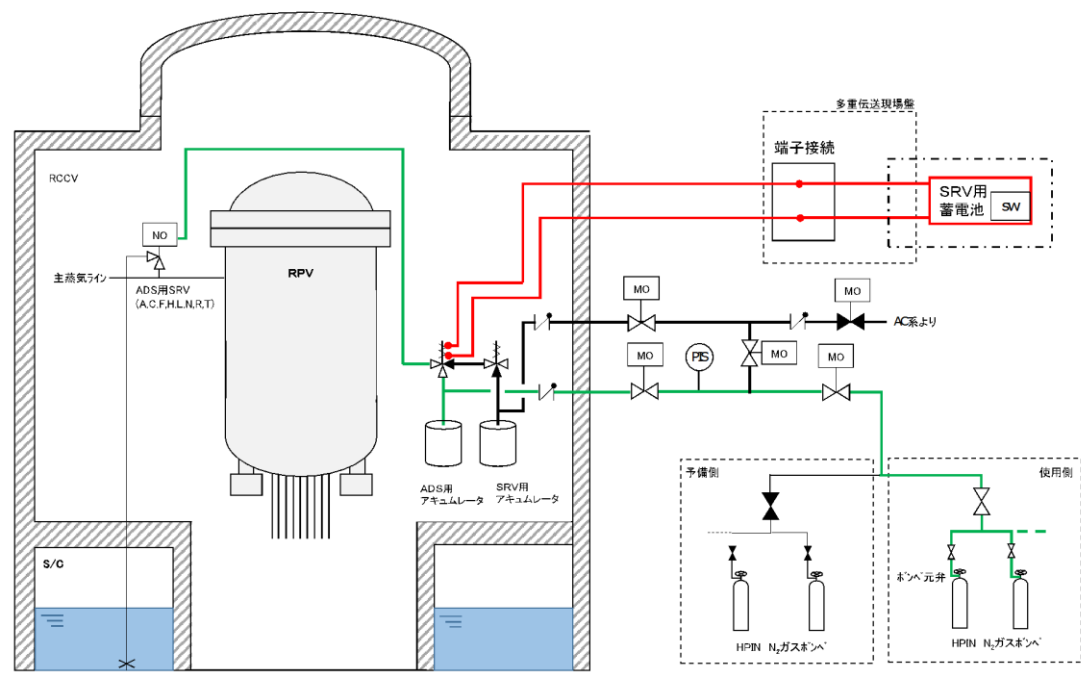 多重伝送現場盤
端子接続
SRV用
蓄電池
SW
RCCV
NO
RPV
主蒸気ライン
ADS用SRV
(A,C,F,H,L,N,R,T)
MO
MO
AC系より
MO
MO
PIS
MO
ADS用
アキュムレータ
SRV用
アキュムレータ
予備側
使用側
S/C
ボンベ元弁
HPIN N₂ガスボンベ
HPIN N₂ガスボンベ